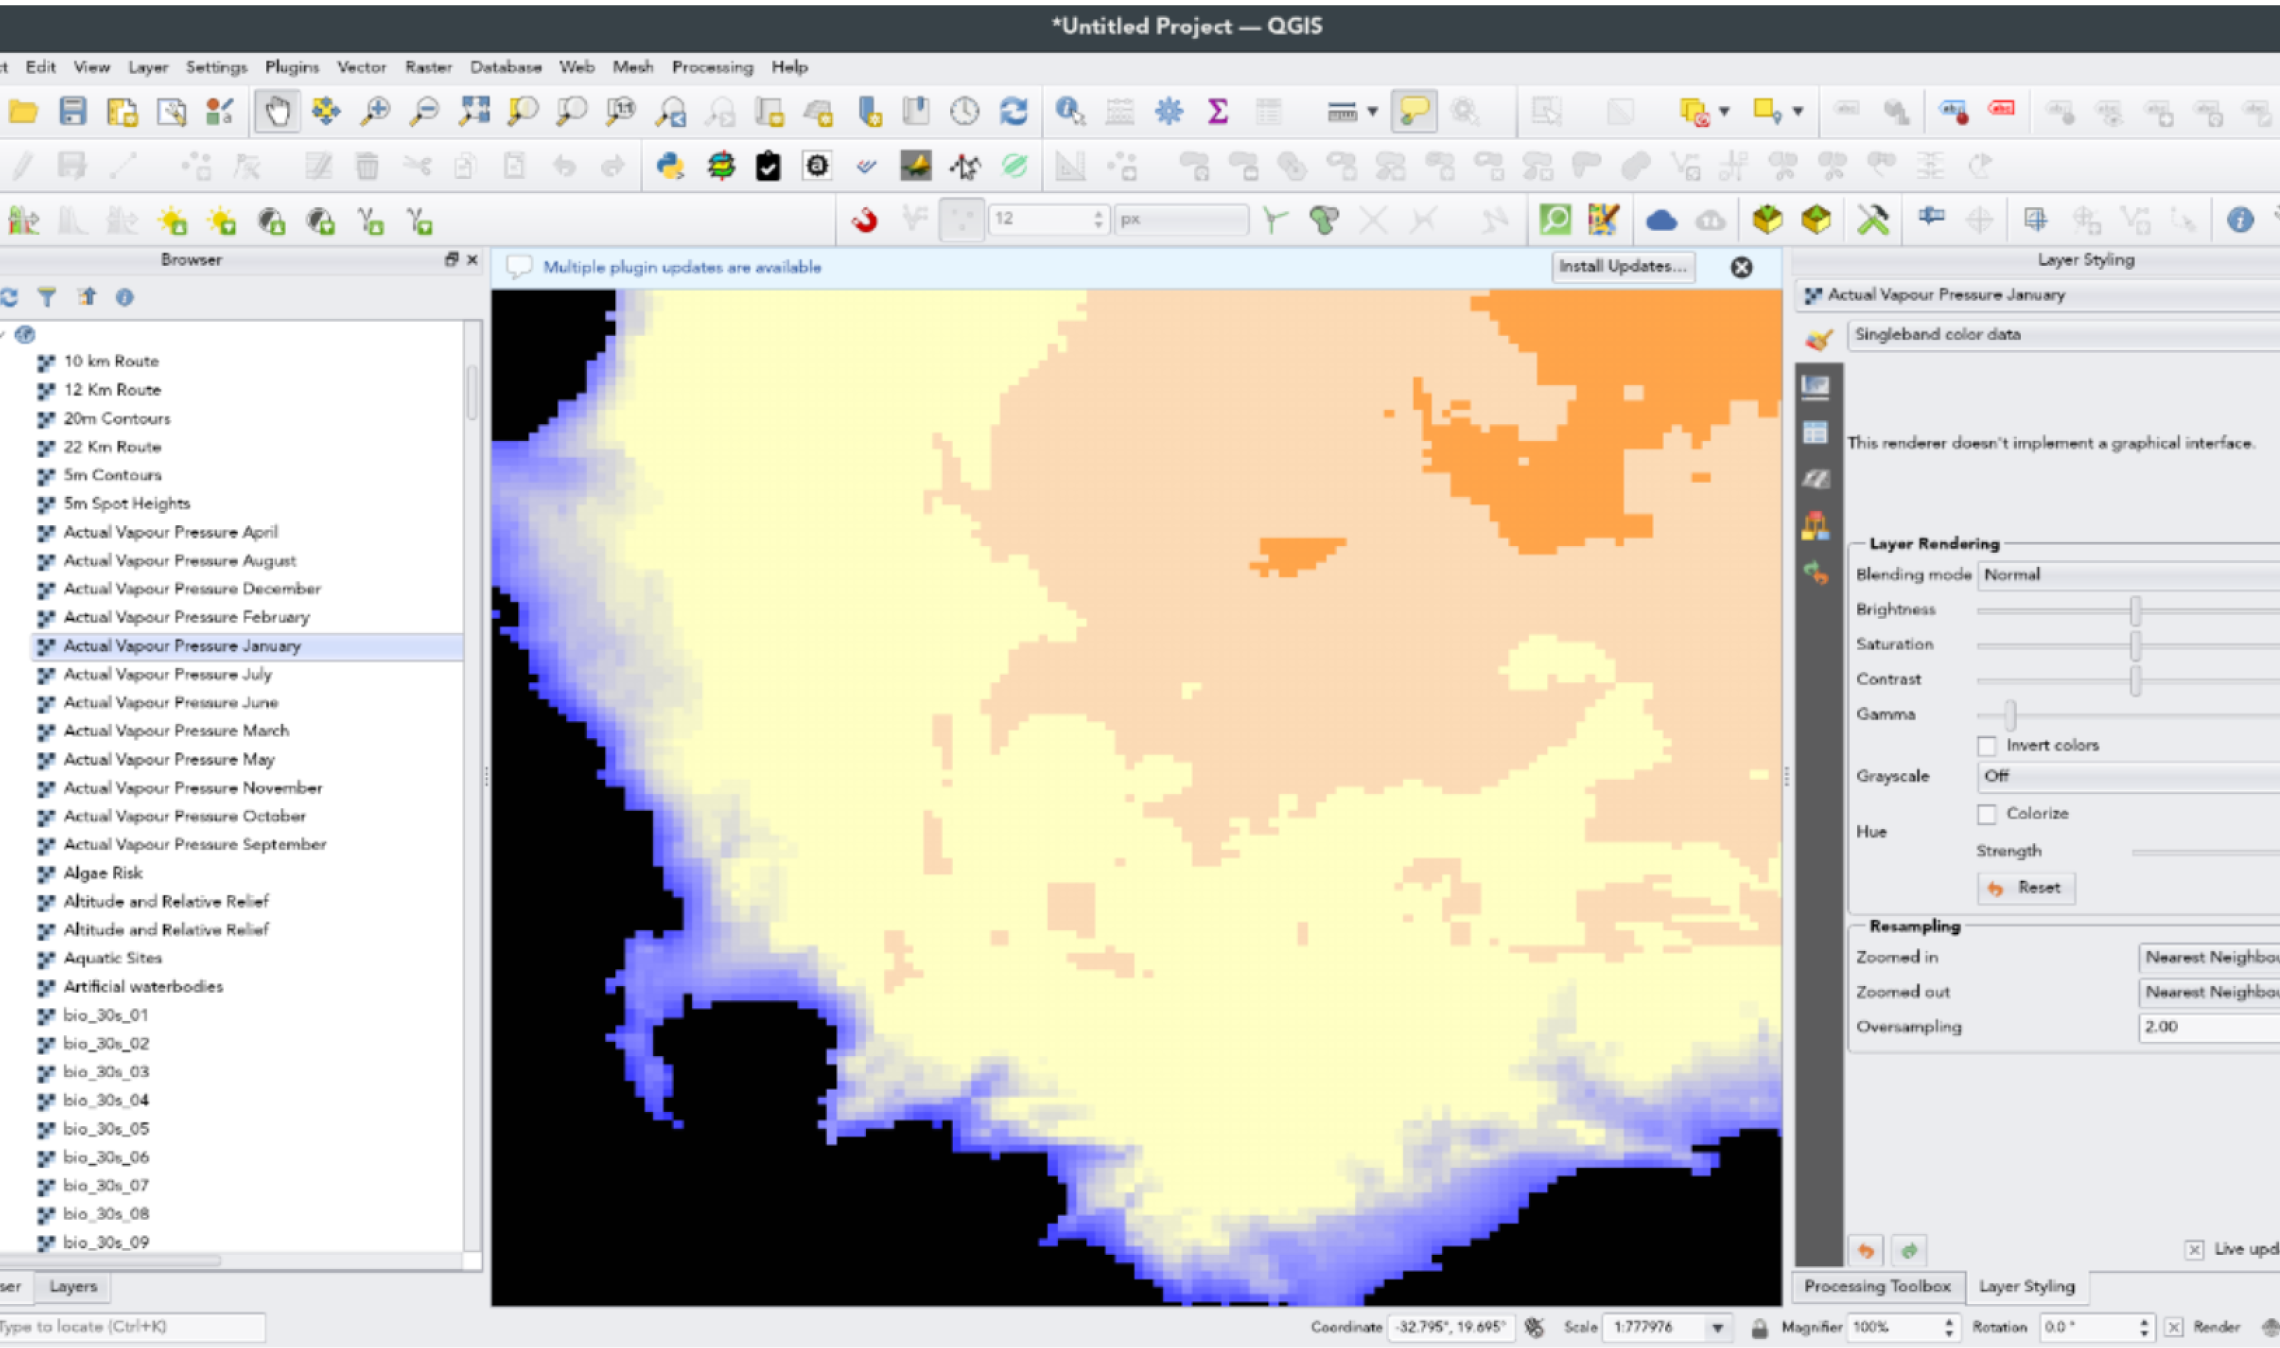 *Untitled Project — QGIS
Edit View Layer Settings Plugins Vector Raster Database Web Mesh Processing Help
12 px
Browser
Multiple plugin updates are available
Install Updates...
Layer Styling
10 km Route
12 Km Route
20m Contours
22 Km Route
5m Contours
5m Spot Heights
Actual Vapour Pressure April
Actual Vapour Pressure August
Actual Vapour Pressure December
Actual Vapour Pressure February
Actual Vapour Pressure January
Actual Vapour Pressure July
Actual Vapour Pressure June
Actual Vapour Pressure March
Actual Vapour Pressure May
Actual Vapour Pressure November
Actual Vapour Pressure October
Actual Vapour Pressure September
Algae Risk
Altitude and Relative Relief
Altitude and Relative Relief
Aquatic Sites
Artificial waterbodies
bio_30s_01
bio_30s_02
bio_30s_03
bio_30s_04
bio_30s_05
bio_30s_06
bio_30s_07
bio_30s_08
bio_30s_09
Layers
Type to locate (Ctrl+K)
Actual Vapour Pressure January
Singleband color data
This renderer doesn't implement a graphical interface.
Layer Rendering
Blending mode Normal
Brightness
Saturation
Contrast
Gamma
Invert colors
Grayscale Off
Hue
Colorize
Strength
Reset
Resampling
Zoomed in Nearest Neighbou
Zoomed out Nearest Neighbou
Oversampling 2.00
Live upd
Processing Toolbox Layer Styling
Coordinate -32.795°, 19.695° Scale 1:777976 Magnifier 100% Rotation 0.0 ° Render